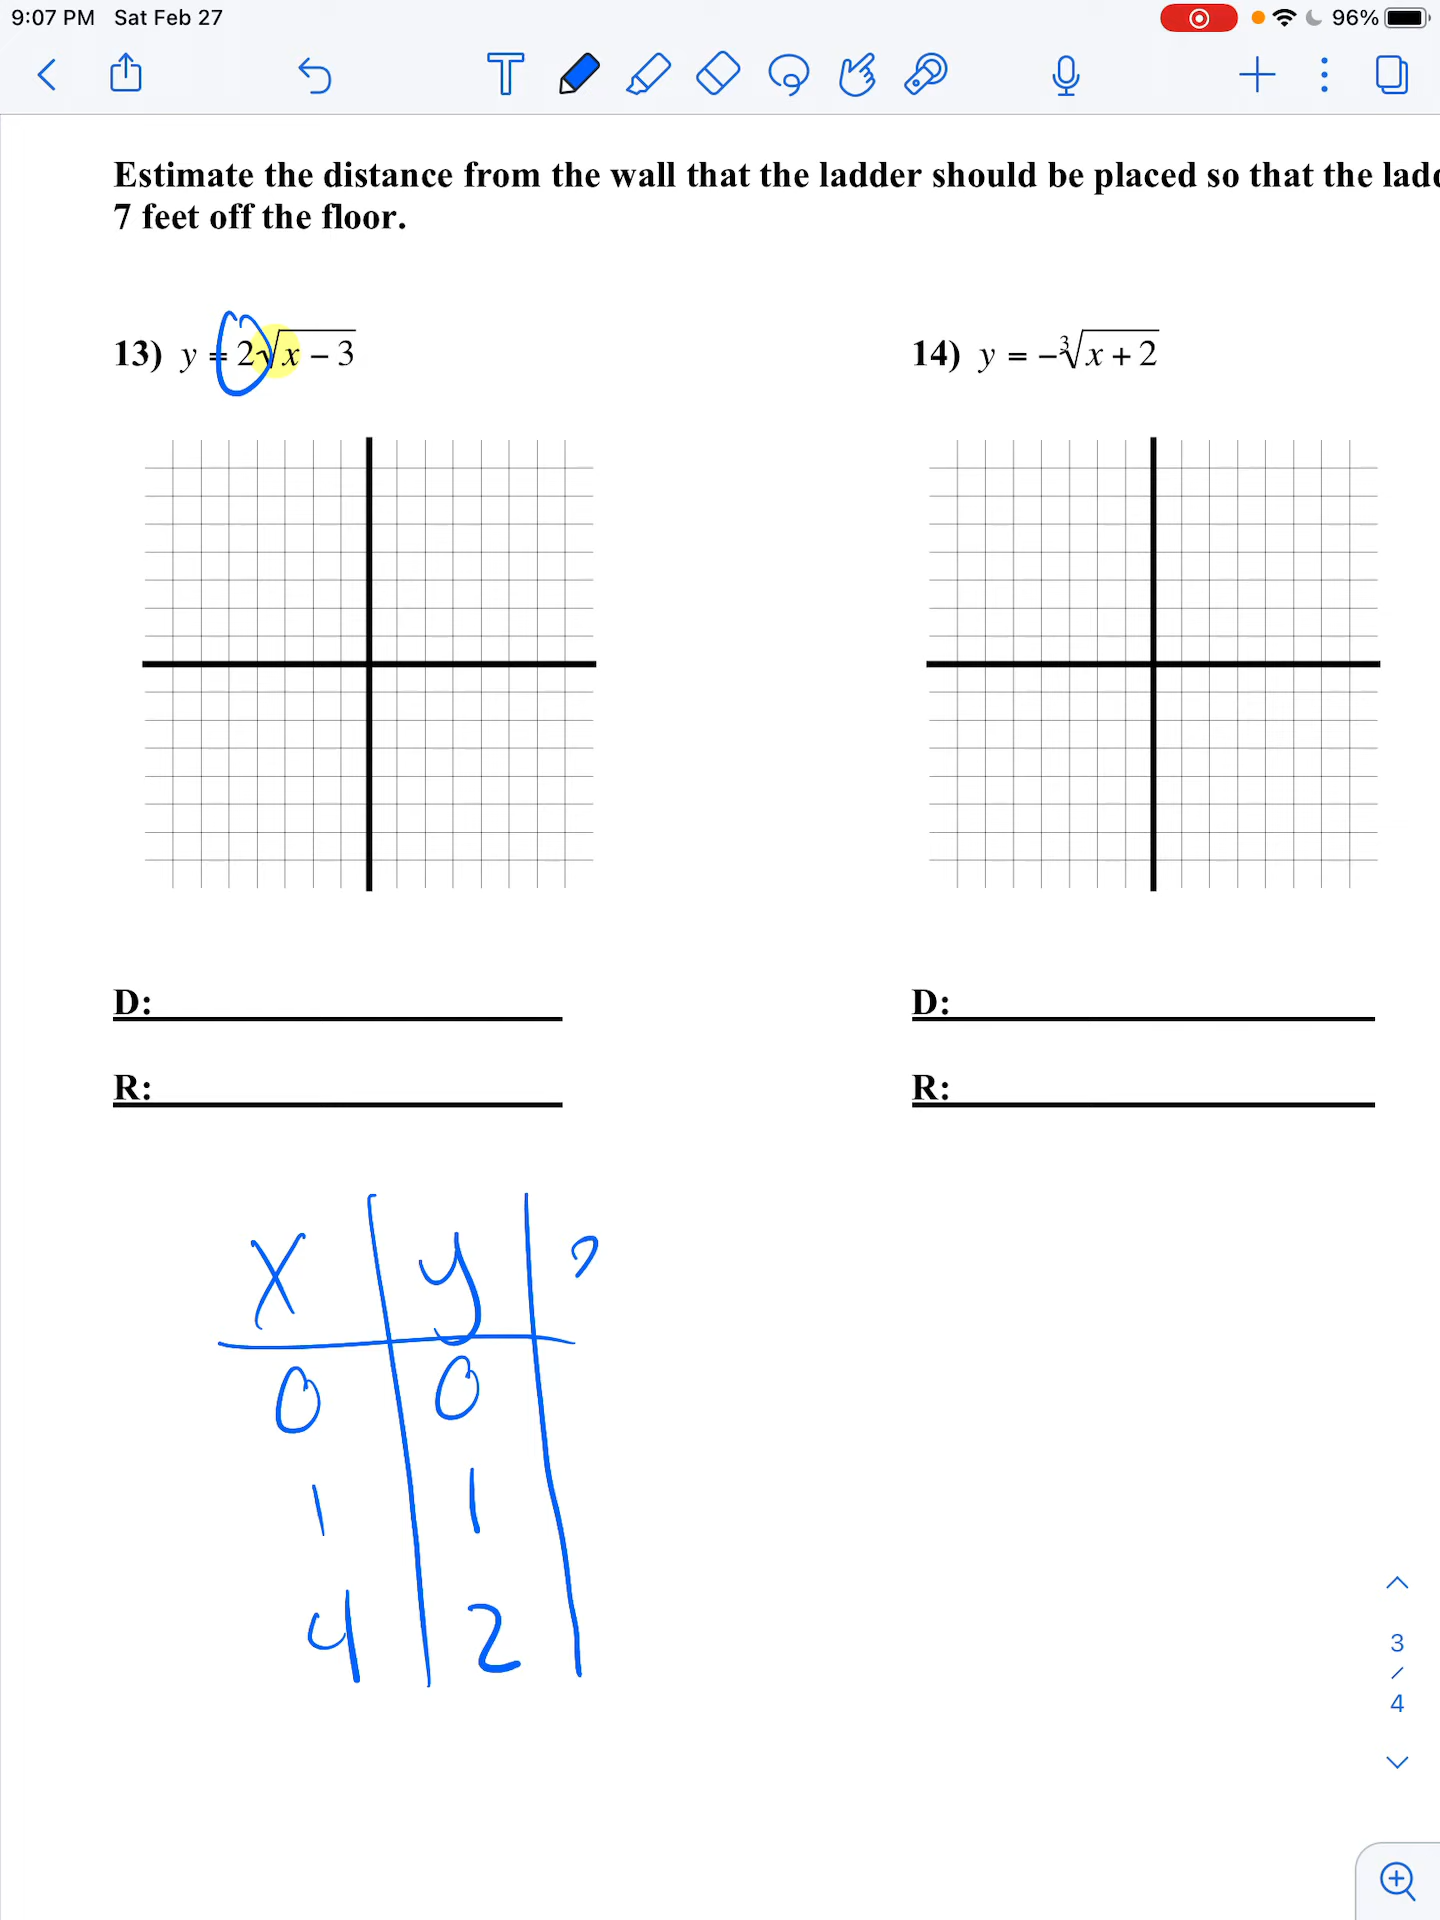 9:07 PM Sat Feb 27 96%
T
Estimate the distance from the wall that the ladder should be placed so that the
7 feet off the floor.
13) y = 2√x − 3 14) y = −∛x + 2
D: D:
R: R:
x y 2
0 0
1 1
4 2
3
/
4